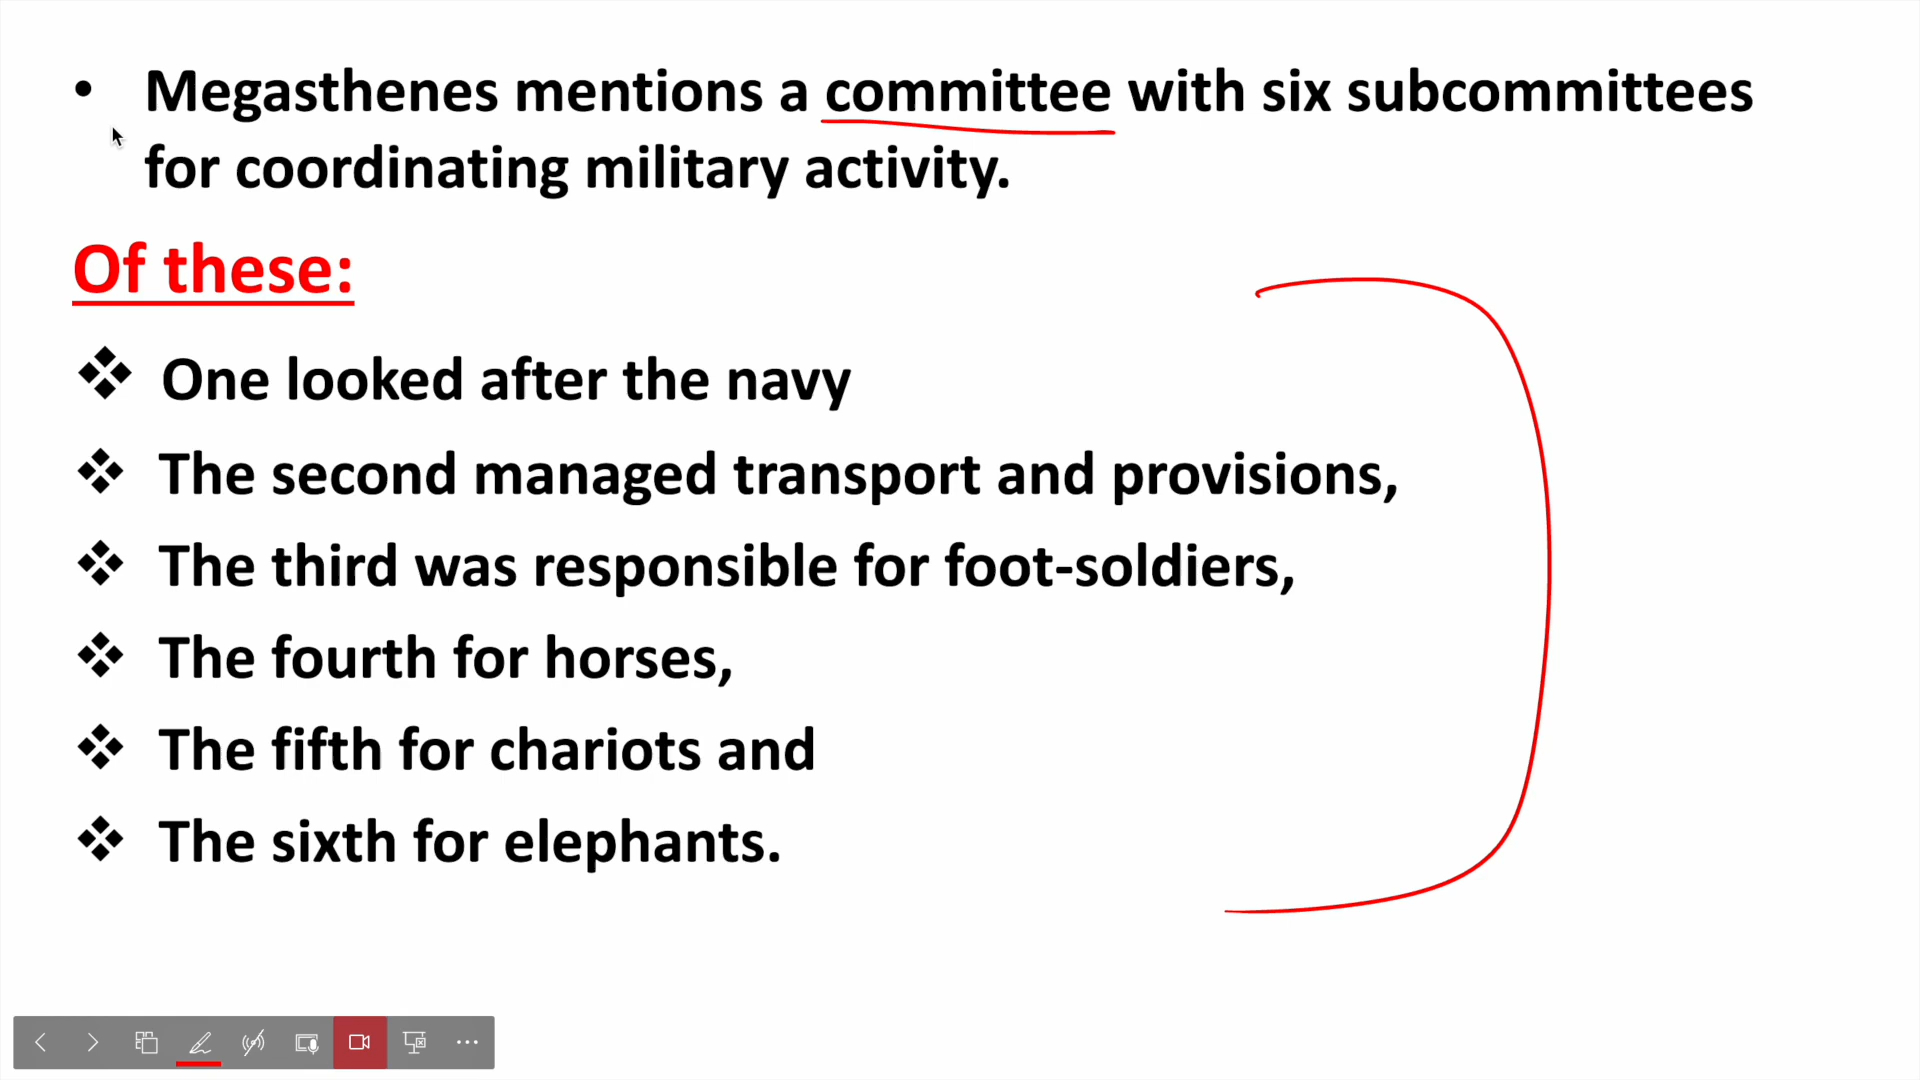 • Megasthenes mentions a committee with six subcommittees
for coordinating military activity.
Of these:
❖ One looked after the navy
❖ The second managed transport and provisions,
❖ The third was responsible for foot-soldiers,
❖ The fourth for horses,
❖ The fifth for chariots and
❖ The sixth for elephants.